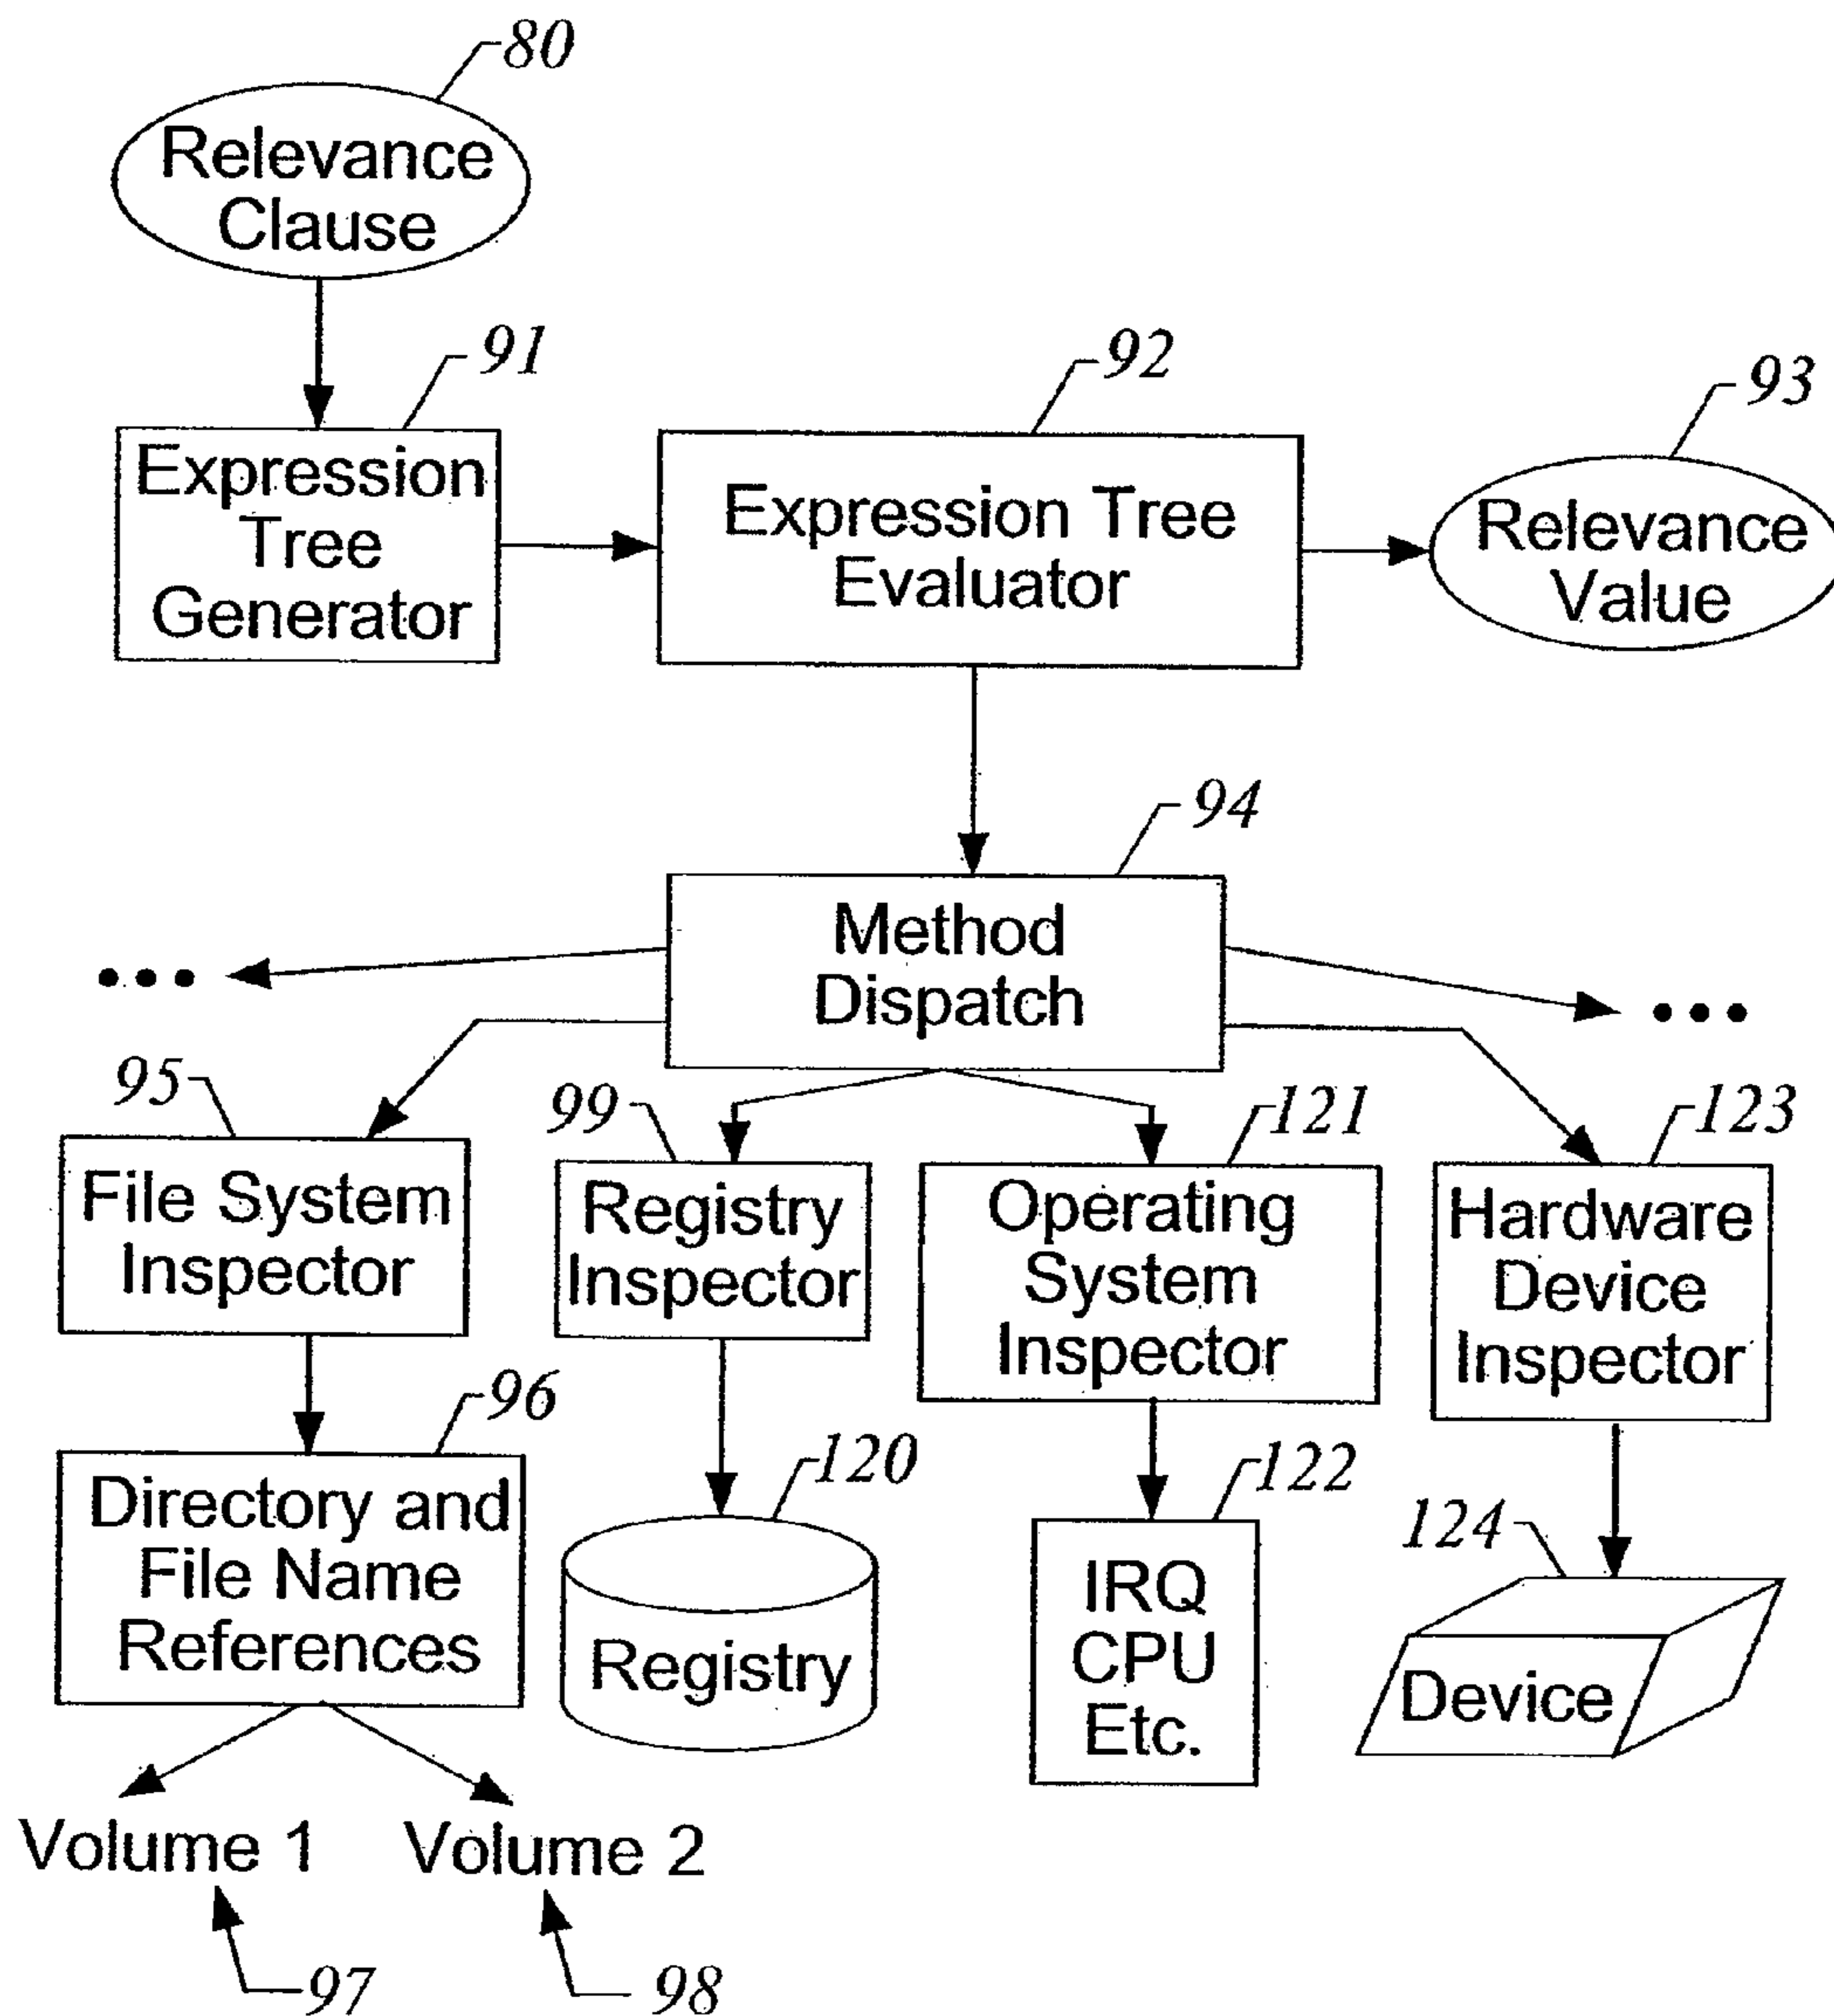 80
Relevance
Clause
91
92
93
Expression
Tree
Generator
Expression Tree
Evaluator
Relevance
Value
94
Method
Dispatch
•••
•••
95
99
121
123
File System
Inspector
Registry
Inspector
Operating
System
Inspector
Hardware
Device
Inspector
96
120
122
124
Directory and
File Name
References
Registry
IRQ
CPU
Etc.
Device
Volume 1
Volume 2
97
98